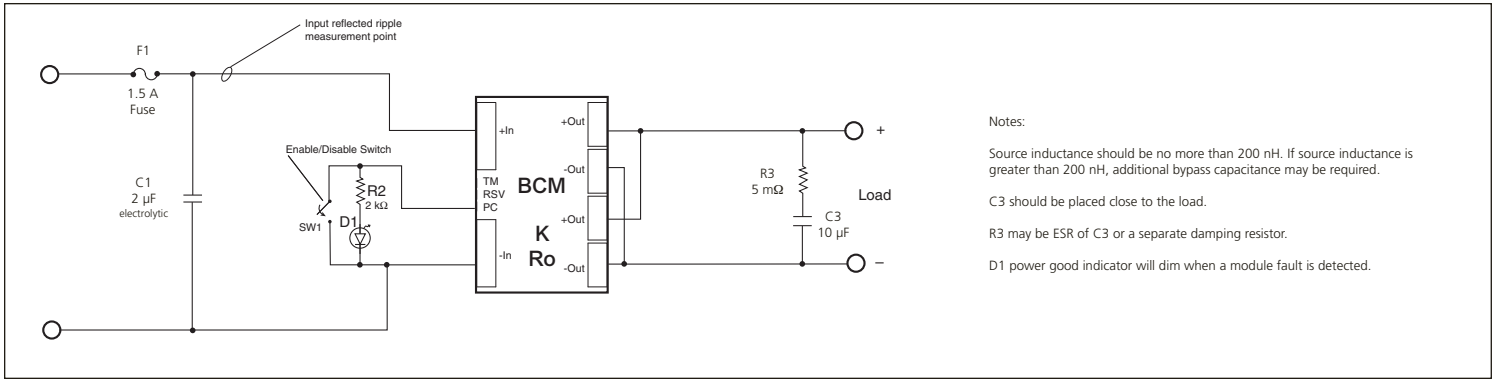 Input reflected ripple
measurement point
F1
1.5 A
Fuse
C1
2 µF
electrolytic
Enable/Disable Switch
SW1
R2
2 kΩ
D1
+In
TM
RSV
PC
-In
BCM
K
Ro
+Out
-Out
+Out
-Out
R3
5 mΩ
C3
10 µF
+
Load
–
Notes:
Source inductance should be no more than 200 nH. If source inductance is
greater than 200 nH, additional bypass capacitance may be required.
C3 should be placed close to the load.
R3 may be ESR of C3 or a separate damping resistor.
D1 power good indicator will dim when a module fault is detected.